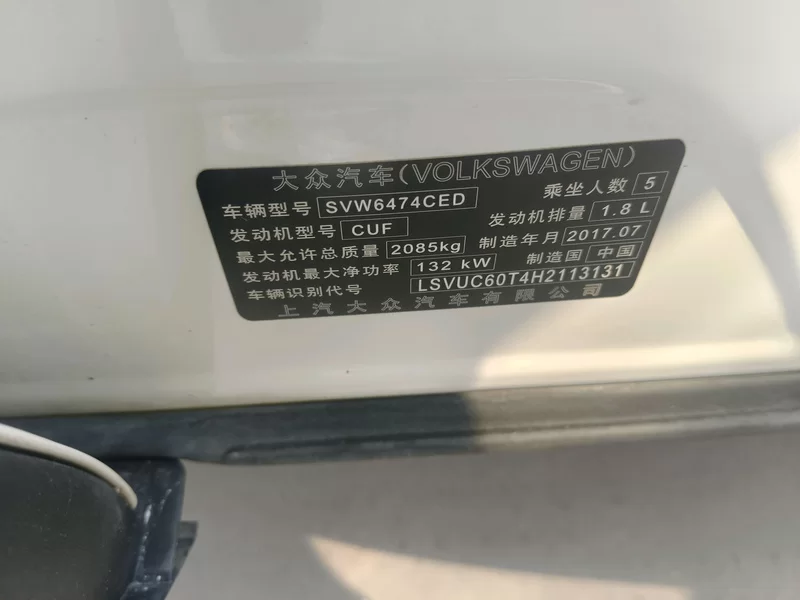 大众汽车(VOLKSWAGEN)
车辆型号 SVW6474CED 乘坐人数 5
发动机型号 CUF 发动机排量 1.8 L
最大允许总质量 2085kg 制造年月 2017.07
发动机最大净功率 132 kW 制造国 中国
车辆识别代号 LSVUC60T4H2113131
上汽大众汽车有限公司